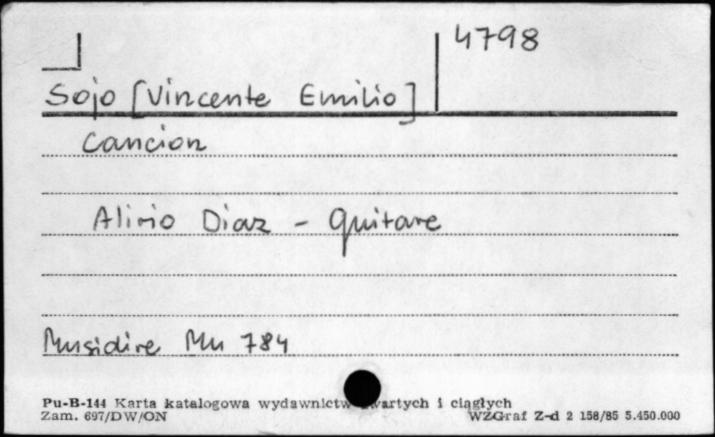 4798
Sojo [Vincente Emilio]
Cancion
Alirio Diaz - guitare
Musidire Mu 784
Pu-B-144 Karta katalogowa wydawnictw zwartych i ciągłych
Zam. 697/DW/ON WZGraf Z-d 2 158/85 5.450.000